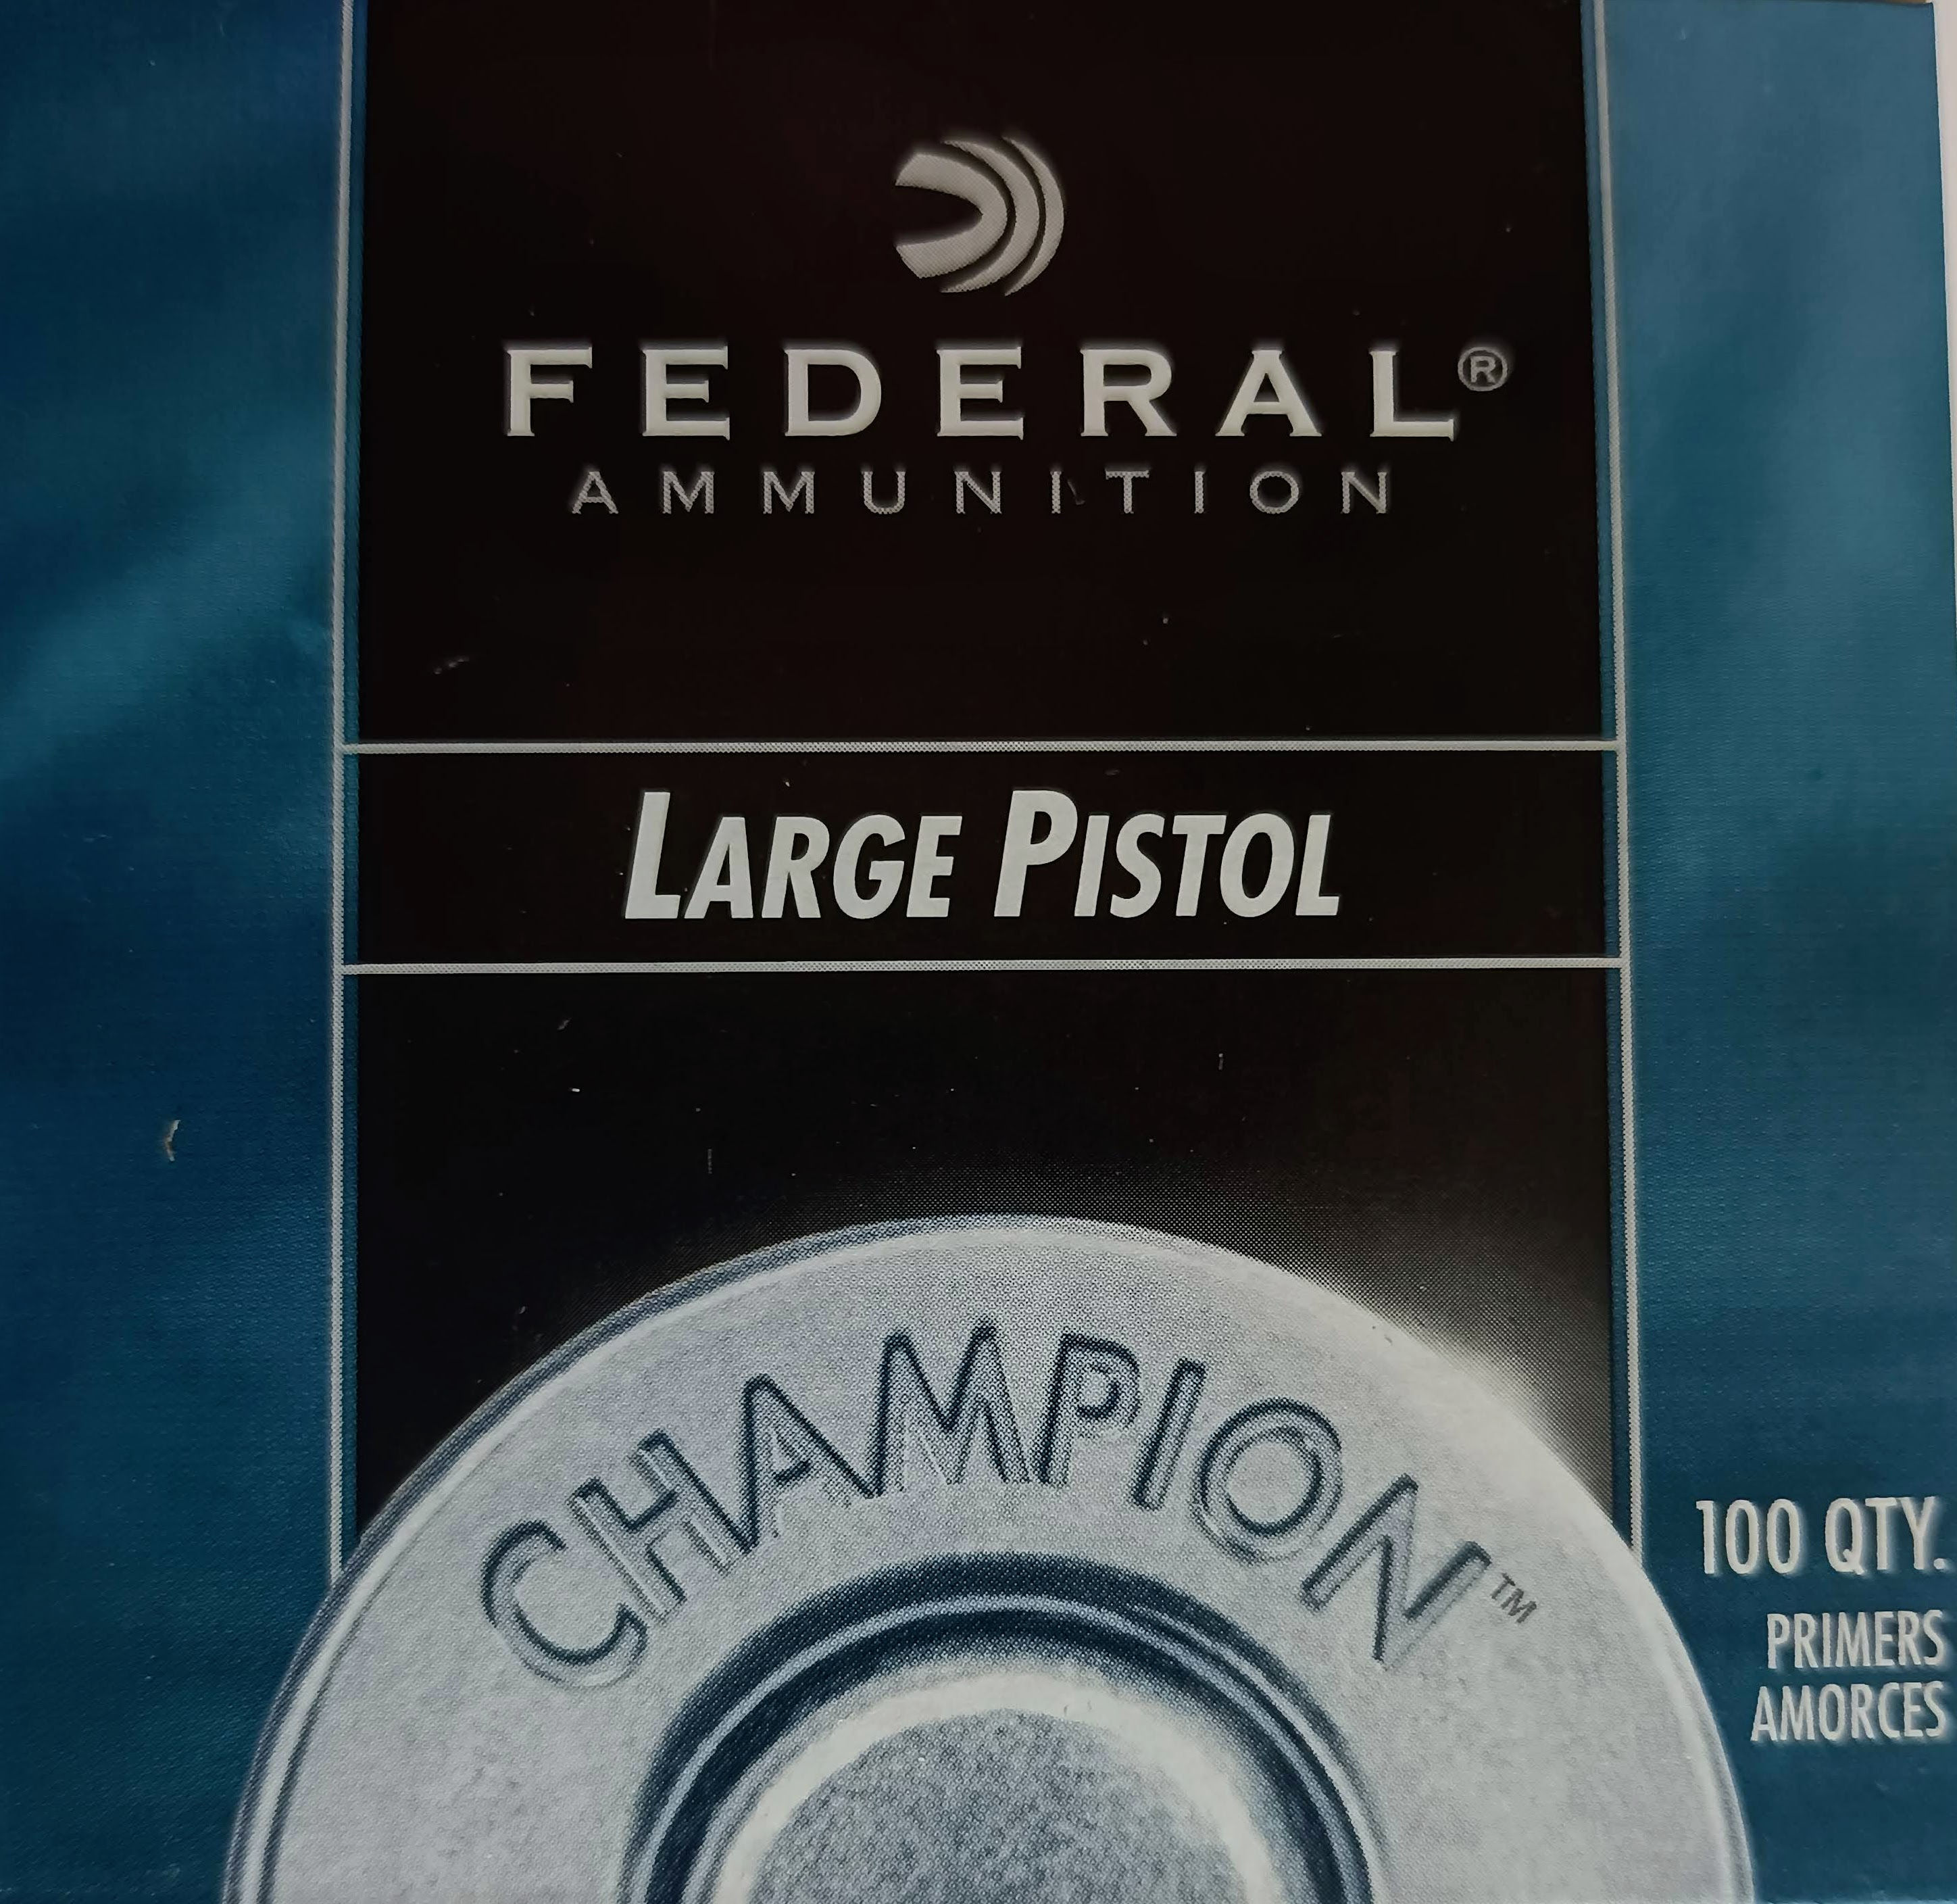 FEDERAL®
AMMUNITION
LARGE PISTOL
CHAMPION™
100 QTY.
PRIMERS
AMORCES